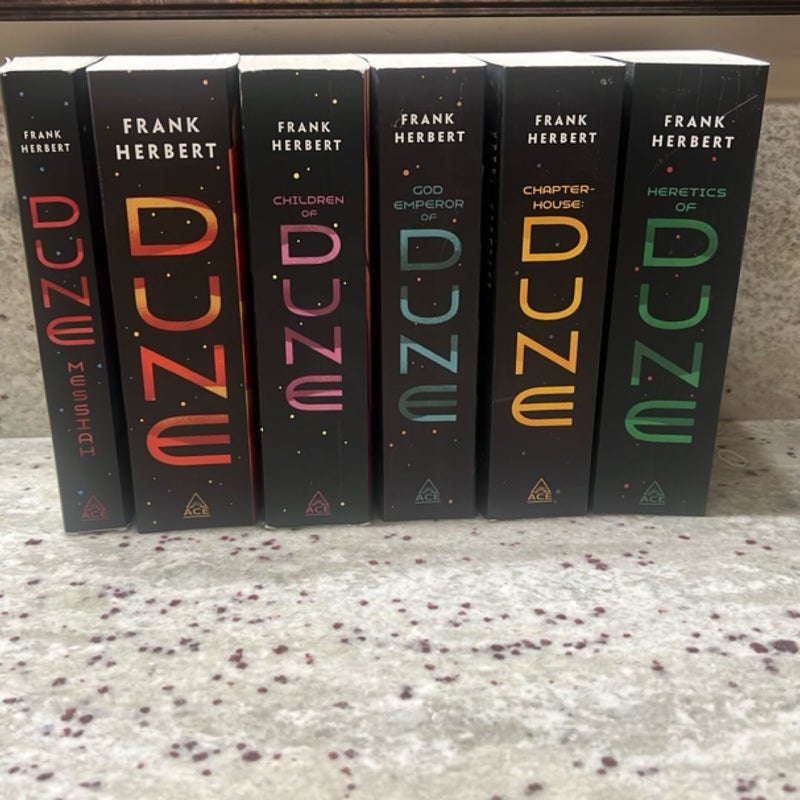 FRANK
HERBERT
DUNE
MESSIAH
ACE
FRANK
HERBERT
DUNE
ACE
FRANK
HERBERT
CHILDREN
OF
DUNE
ACE
FRANK
HERBERT
GOD
EMPEROR
OF
DUNE
ACE
FRANK
HERBERT
CHAPTER-
HOUSE:
DUNE
ACE
FRANK
HERBERT
HERETICS
OF
DUNE
ACE